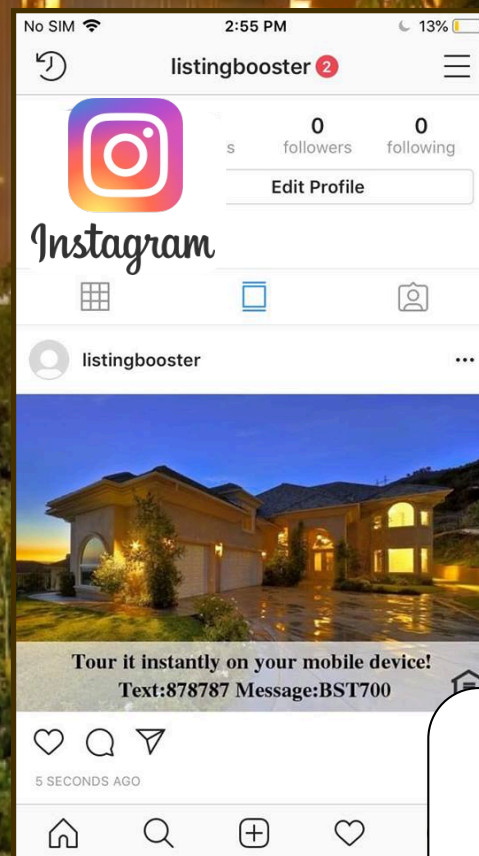 No SIM 2:55 PM 13%
listingbooster 2
0 0
s followers following
Edit Profile
Instagram
listingbooster
Tour it instantly on your mobile device!
Text:878787 Message:BST700
5 SECONDS AGO